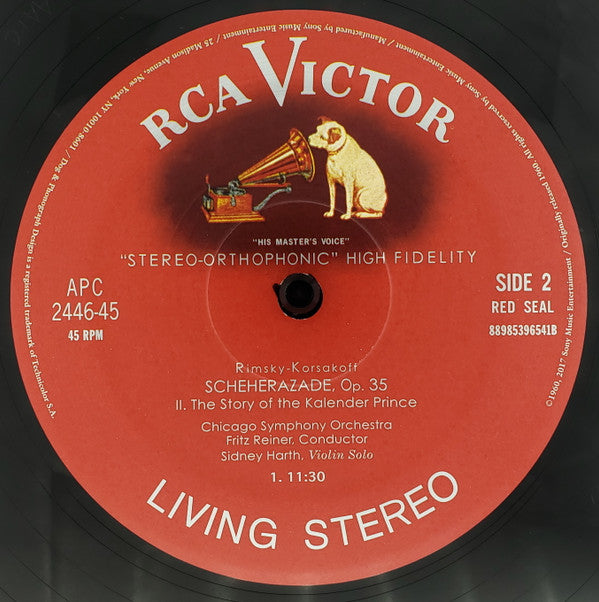 RCA VICTOR
"HIS MASTER'S VOICE"
"STEREO-ORTHOPHONIC" HIGH FIDELITY
APC
2446-45
45 RPM
SIDE 2
RED SEAL
88985396541B
Rimsky-Korsakoff
SCHEHERAZADE, Op. 35
II. The Story of the Kalender Prince
Chicago Symphony Orchestra
Fritz Reiner, Conductor
Sidney Harth, Violin Solo
1. 11:30
LIVING STEREO
©1960, 2017 Sony Music Entertainment / Originally released 1960. All rights reserved / Manufactured by Sony Music Entertainment / 25 Madison Avenue, New York, NY 10010-8601 / Dog & Phonograph Design is a registered trademark of Technicolor S.A.